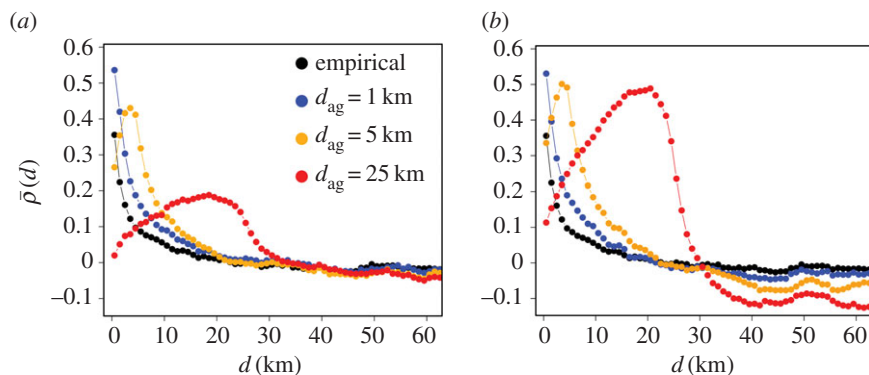 (a)
(b)
0.6
0.5
0.4
0.3
0.2
0.1
0
–0.1
ρ̄(d)
empirical
d_ag = 1 km
d_ag = 5 km
d_ag = 25 km
0 10 20 30 40 50 60
d (km)
0.6
0.5
0.4
0.3
0.2
0.1
0
–0.1
0 10 20 30 40 50 60
d (km)